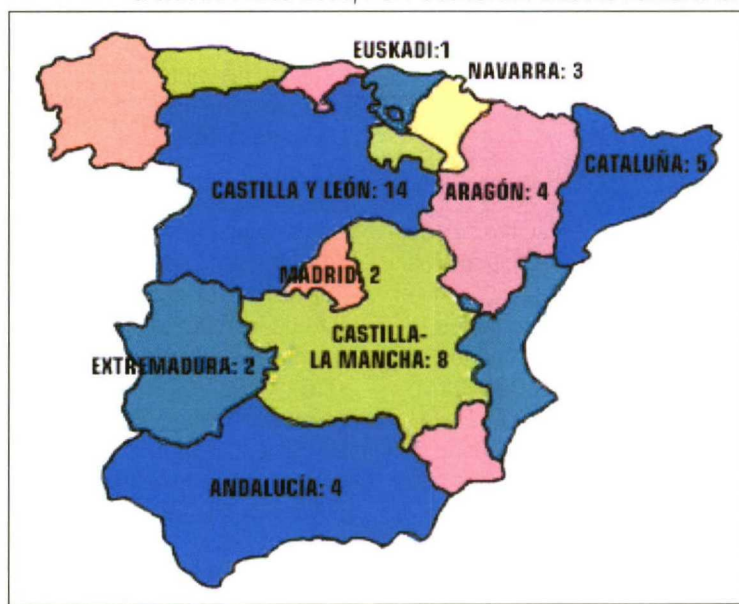 EUSKADI:1
NAVARRA: 3
CASTILLA Y LEÓN: 14
ARAGÓN: 4
CATALUÑA: 5
MADRID: 2
CASTILLA-
LA MANCHA: 8
EXTREMADURA: 2
ANDALUCÍA: 4